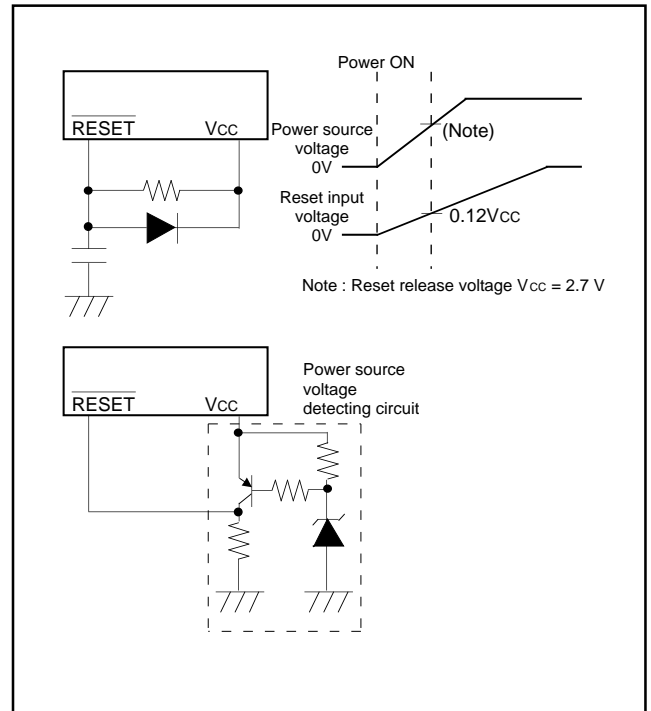 Power ON
RESET
Vcc
Power source
voltage
0V
(Note)
Reset input
voltage
0V
0.12Vcc
Note : Reset release voltage Vcc = 2.7 V
RESET
Vcc
Power source
voltage
detecting circuit